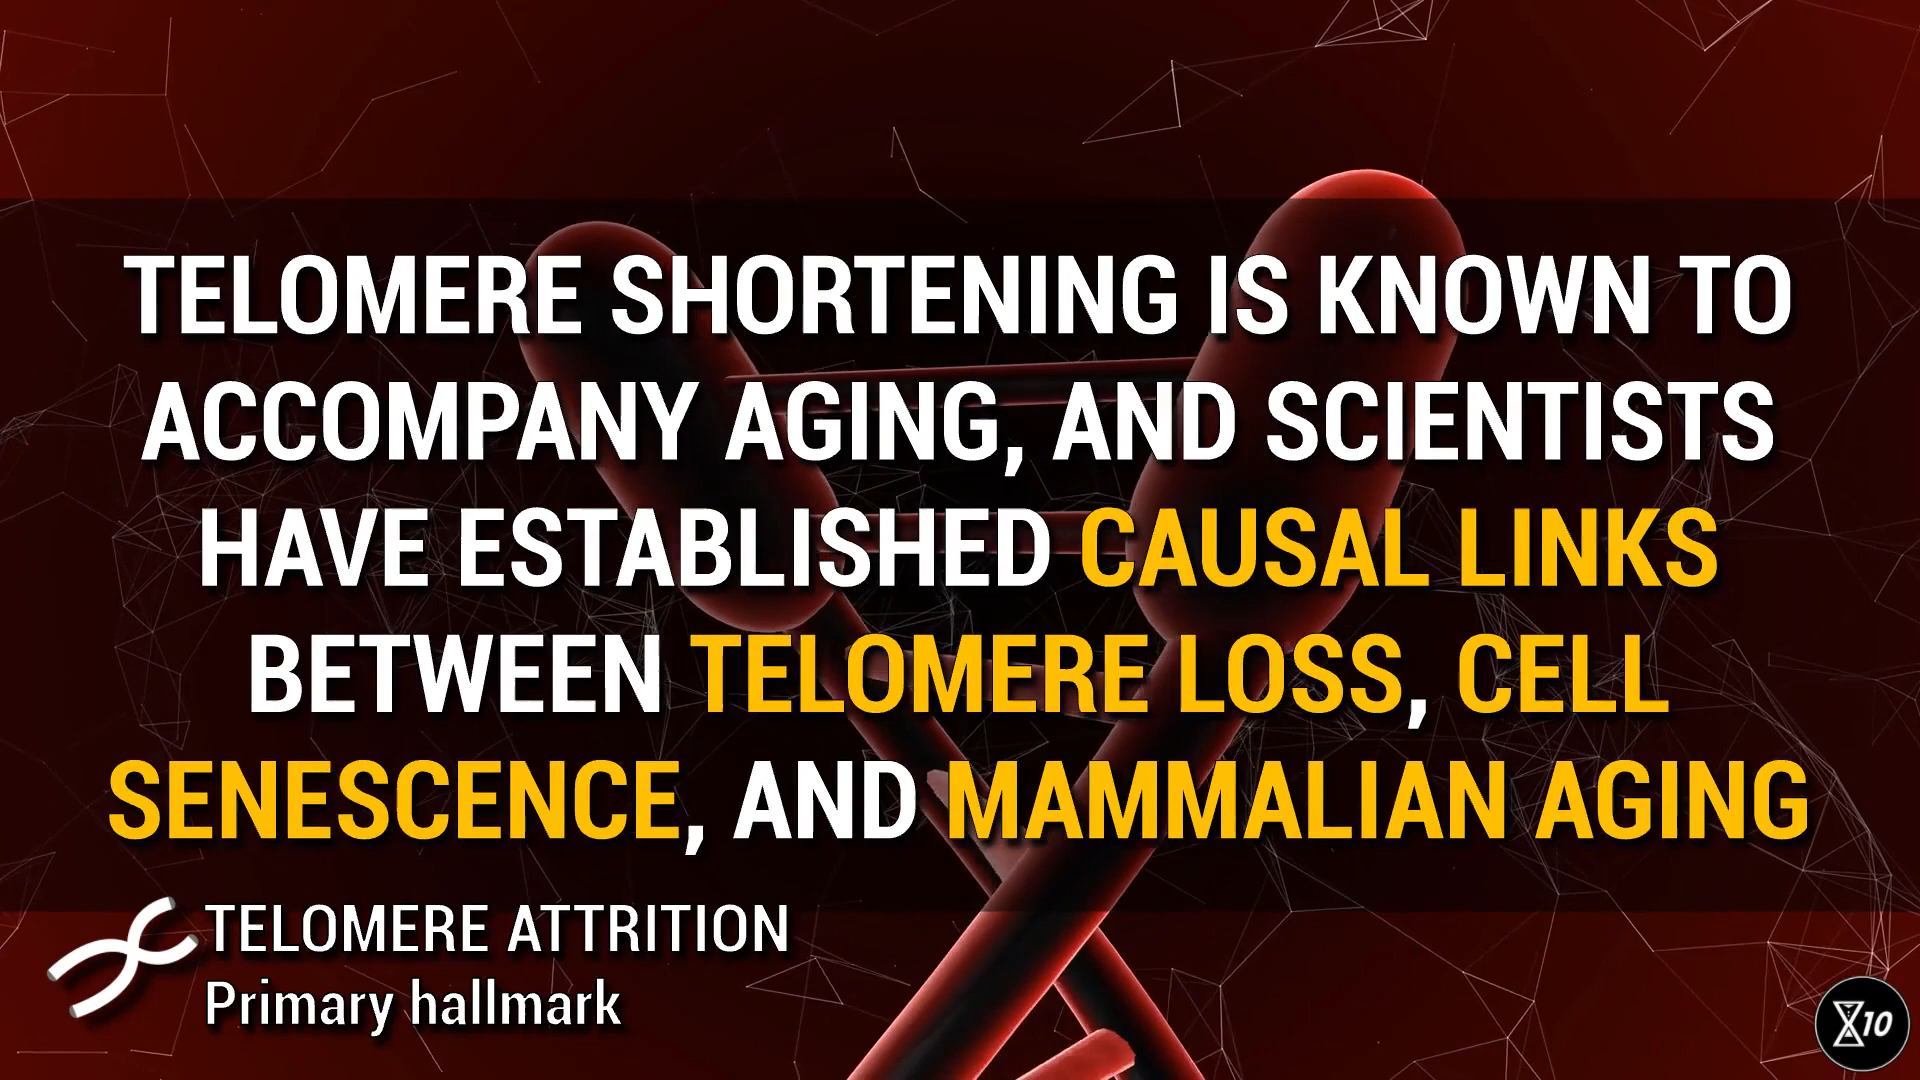 TELOMERE SHORTENING IS KNOWN TO
ACCOMPANY AGING, AND SCIENTISTS
HAVE ESTABLISHED CAUSAL LINKS
BETWEEN TELOMERE LOSS, CELL
SENESCENCE, AND MAMMALIAN AGING
TELOMERE ATTRITION
Primary hallmark
10